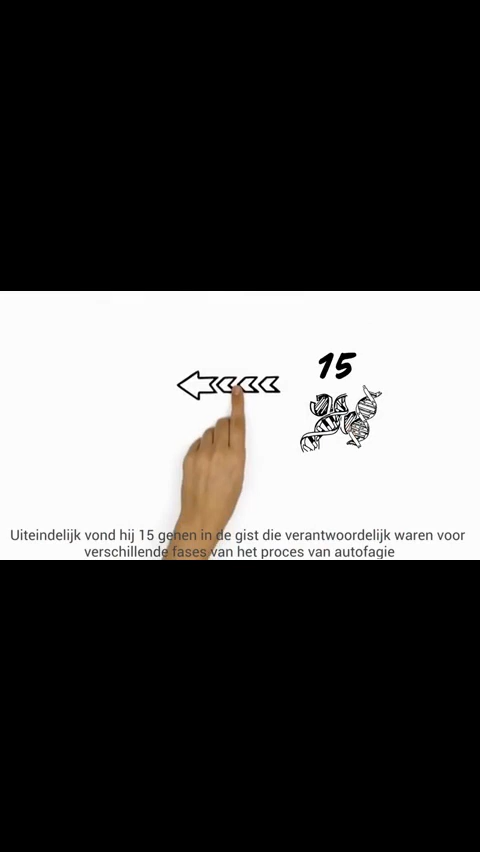 15
Uiteindelijk vond hij 15 genen in de gist die verantwoordelijk waren voor
verschillende fases van het proces van autofagie